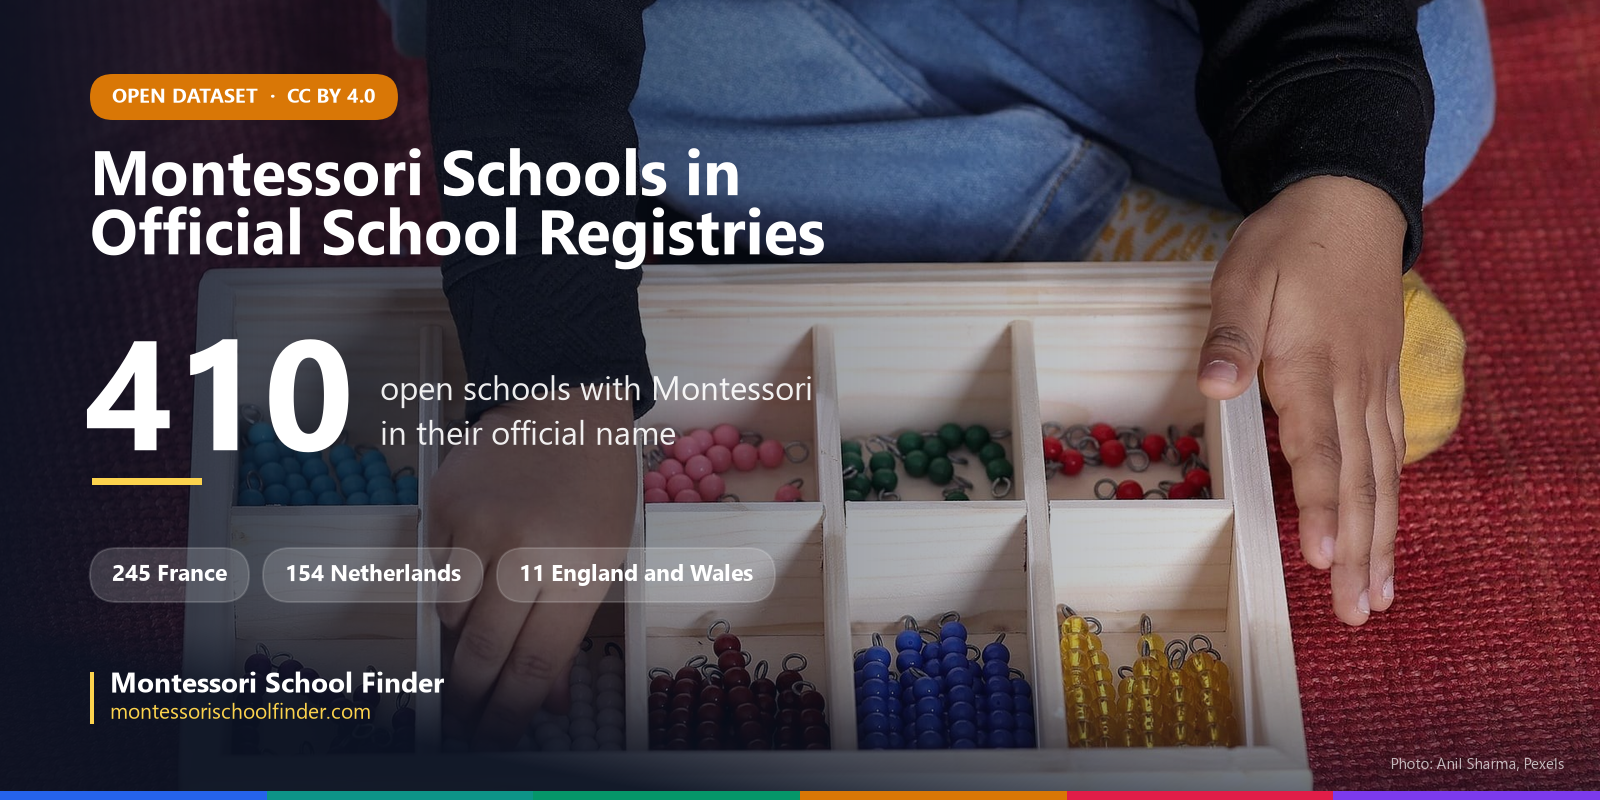 OPEN DATASET · CC BY 4.0
Montessori Schools in
Official School Registries
410
open schools with Montessori
in their official name
245 France
154 Netherlands
11 England and Wales
Montessori School Finder
montessorischoolfinder.com
Photo: Anil Sharma, Pexels